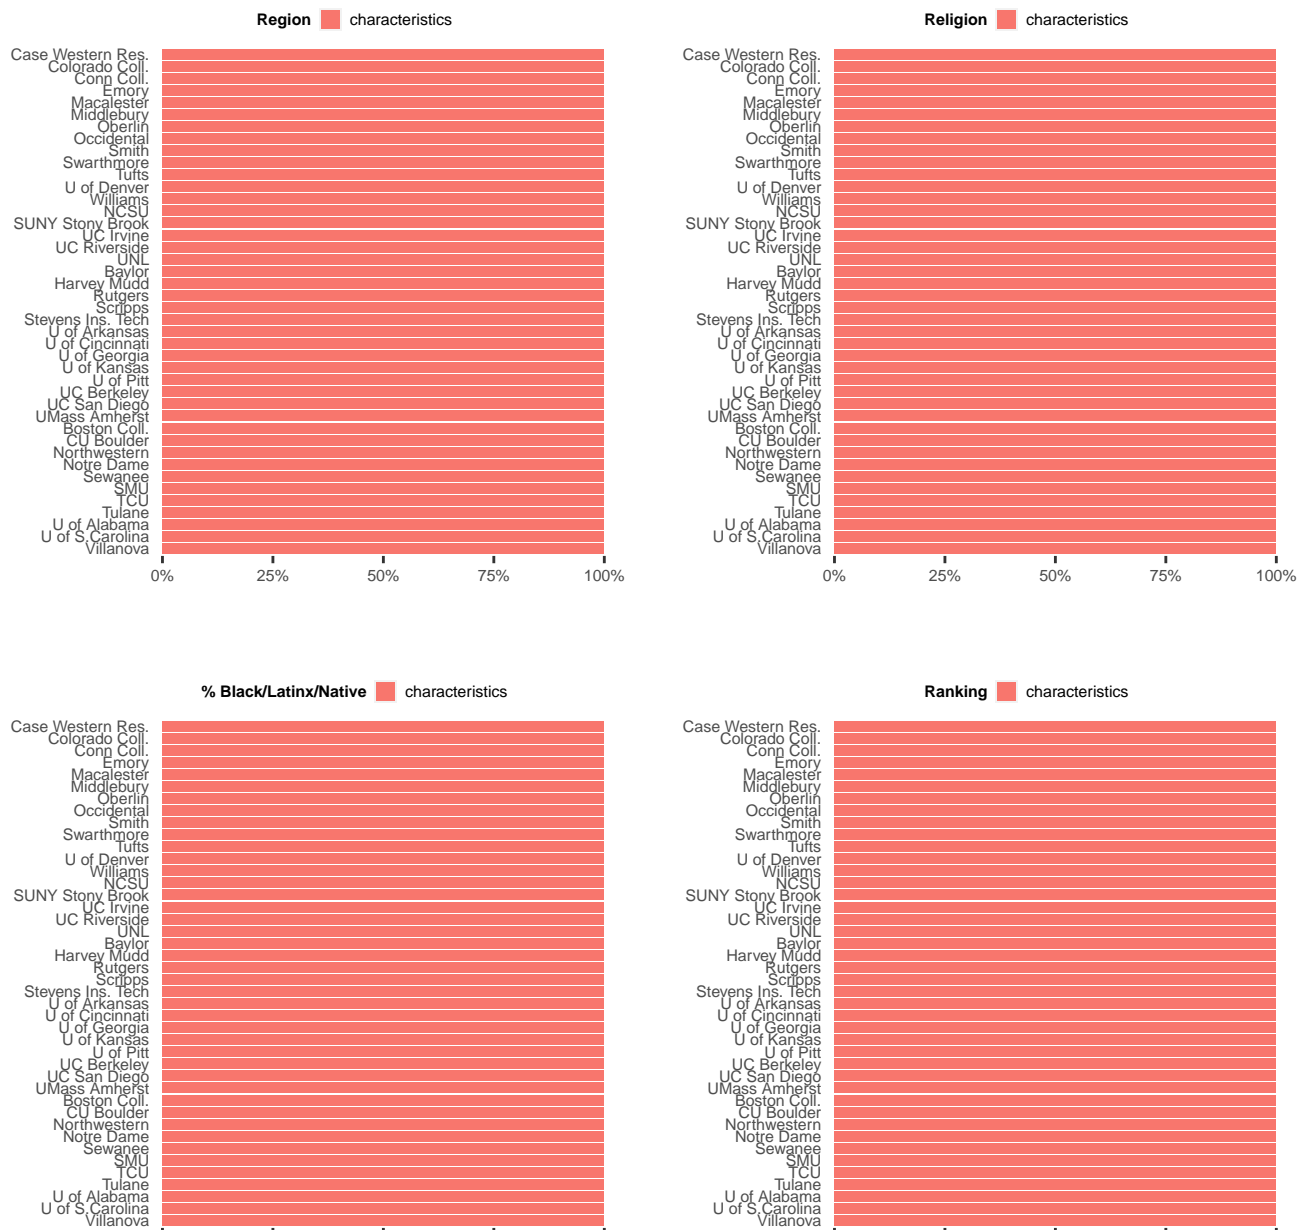 Region characteristics
Case Western Res.
Colorado Coll.
Conn Coll.
Emory
Macalester
Middlebury
Oberlin
Occidental
Smith
Swarthmore
Tufts
U of Denver
Williams
NCSU
SUNY Stony Brook
UC Irvine
UC Riverside
UNL
Baylor
Harvey Mudd
Rutgers
Scripps
Stevens Ins. Tech
U of Arkansas
U of Cincinnati
U of Georgia
U of Kansas
U of Pitt
UC Berkeley
UC San Diego
UMass Amherst
Boston Coll.
CU Boulder
Northwestern
Notre Dame
Sewanee
SMU
TCU
Tulane
U of Alabama
U of S.Carolina
Villanova
0% 25% 50% 75% 100%
Religion characteristics
Case Western Res.
Colorado Coll.
Conn Coll.
Emory
Macalester
Middlebury
Oberlin
Occidental
Smith
Swarthmore
Tufts
U of Denver
Williams
NCSU
SUNY Stony Brook
UC Irvine
UC Riverside
UNL
Baylor
Harvey Mudd
Rutgers
Scripps
Stevens Ins. Tech
U of Arkansas
U of Cincinnati
U of Georgia
U of Kansas
U of Pitt
UC Berkeley
UC San Diego
UMass Amherst
Boston Coll.
CU Boulder
Northwestern
Notre Dame
Sewanee
SMU
TCU
Tulane
U of Alabama
U of S.Carolina
Villanova
0% 25% 50% 75% 100%
% Black/Latinx/Native characteristics
Case Western Res.
Colorado Coll.
Conn Coll.
Emory
Macalester
Middlebury
Oberlin
Occidental
Smith
Swarthmore
Tufts
U of Denver
Williams
NCSU
SUNY Stony Brook
UC Irvine
UC Riverside
UNL
Baylor
Harvey Mudd
Rutgers
Scripps
Stevens Ins. Tech
U of Arkansas
U of Cincinnati
U of Georgia
U of Kansas
U of Pitt
UC Berkeley
UC San Diego
UMass Amherst
Boston Coll.
CU Boulder
Northwestern
Notre Dame
Sewanee
SMU
TCU
Tulane
U of Alabama
U of S.Carolina
Villanova
Ranking characteristics
Case Western Res.
Colorado Coll.
Conn Coll.
Emory
Macalester
Middlebury
Oberlin
Occidental
Smith
Swarthmore
Tufts
U of Denver
Williams
NCSU
SUNY Stony Brook
UC Irvine
UC Riverside
UNL
Baylor
Harvey Mudd
Rutgers
Scripps
Stevens Ins. Tech
U of Arkansas
U of Cincinnati
U of Georgia
U of Kansas
U of Pitt
UC Berkeley
UC San Diego
UMass Amherst
Boston Coll.
CU Boulder
Northwestern
Notre Dame
Sewanee
SMU
TCU
Tulane
U of Alabama
U of S.Carolina
Villanova